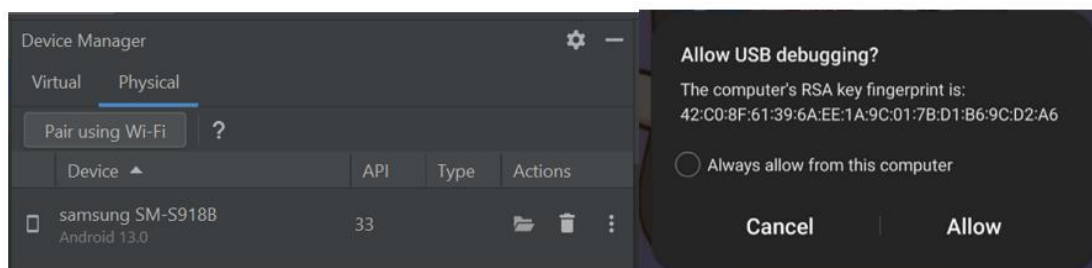 Device Manager
Virtual Physical
Pair using Wi-Fi ?
Device API Type Actions
samsung SM-S918B 33
Android 13.0
Allow USB debugging?
The computer's RSA key fingerprint is:
42:C0:8F:61:39:6A:EE:1A:9C:01:7B:D1:B6:9C:D2:A6
Always allow from this computer
Cancel Allow